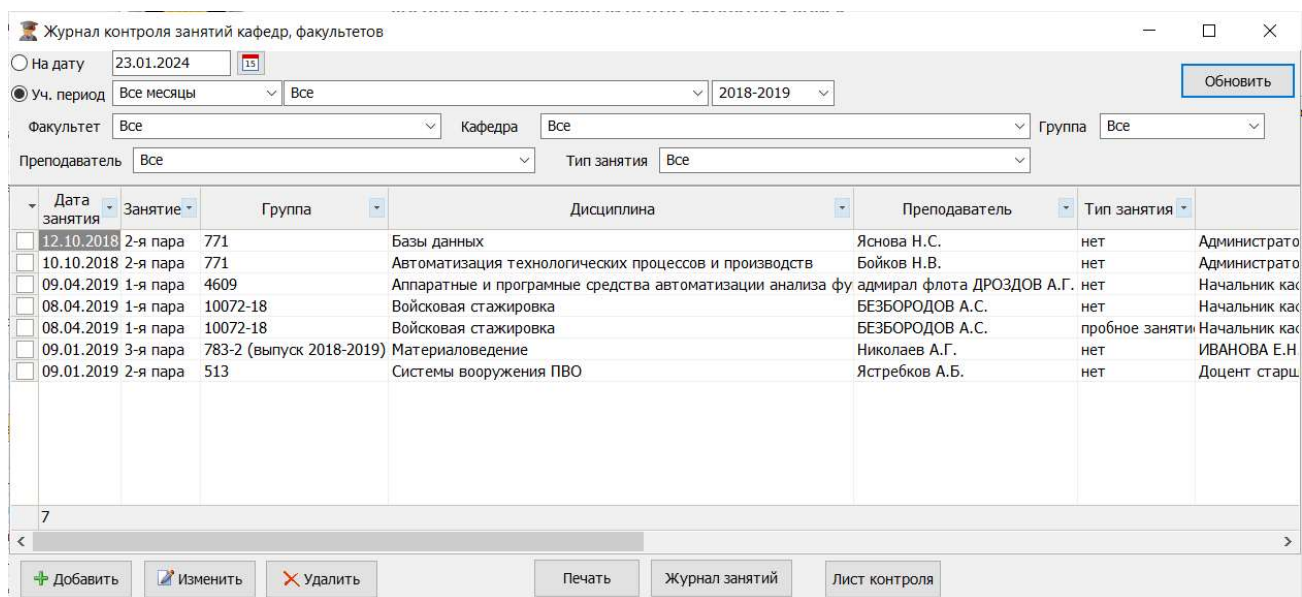 Журнал контроля занятий кафедр, факультетов
На дату 23.01.2024 15
Обновить
Уч. период Все месяцы Все 2018-2019
Факультет Все Кафедра Все Группа Все
Преподаватель Все Тип занятия Все
Дата занятия Занятие Группа Дисциплина Преподаватель Тип занятия
12.10.2018 2-я пара 771 Базы данных Яснова Н.С. нет Администрато
10.10.2018 2-я пара 771 Автоматизация технологических процессов и производств Бойков Н.В. нет Администрато
09.04.2019 1-я пара 4609 Аппаратные и програмные средства автоматизации анализа фу адмирал флота ДРОЗДОВ А.Г. нет Начальник као
08.04.2019 1-я пара 10072-18 Войсковая стажировка БЕЗБОРОДОВ А.С. нет Начальник као
08.04.2019 1-я пара 10072-18 Войсковая стажировка БЕЗБОРОДОВ А.С. пробное заняти Начальник као
09.01.2019 3-я пара 783-2 (выпуск 2018-2019) Материаловедение Николаев А.Г. нет ИВАНОВА Е.Н
09.01.2019 2-я пара 513 Системы вооружения ПВО Ястребков А.Б. нет Доцент старш
7
Добавить Изменить Удалить Печать Журнал занятий Лист контроля